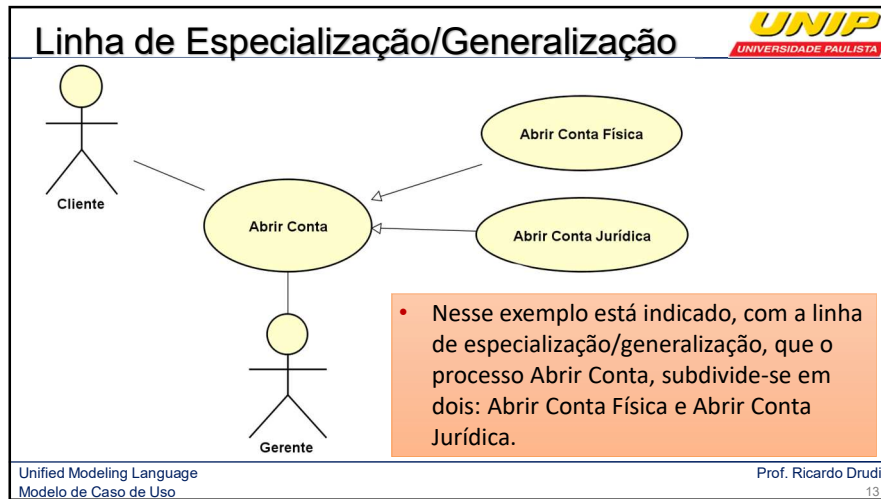 Linha de Especialização/Generalização
UNIP
UNIVERSIDADE PAULISTA
Abrir Conta Física
Cliente
Abrir Conta
Abrir Conta Jurídica
• Nesse exemplo está indicado, com a linha
de especialização/generalização, que o
processo Abrir Conta, subdivide-se em
dois: Abrir Conta Física e Abrir Conta
Jurídica.
Gerente
Unified Modeling Language
Modelo de Caso de Uso
Prof. Ricardo Drudi
13